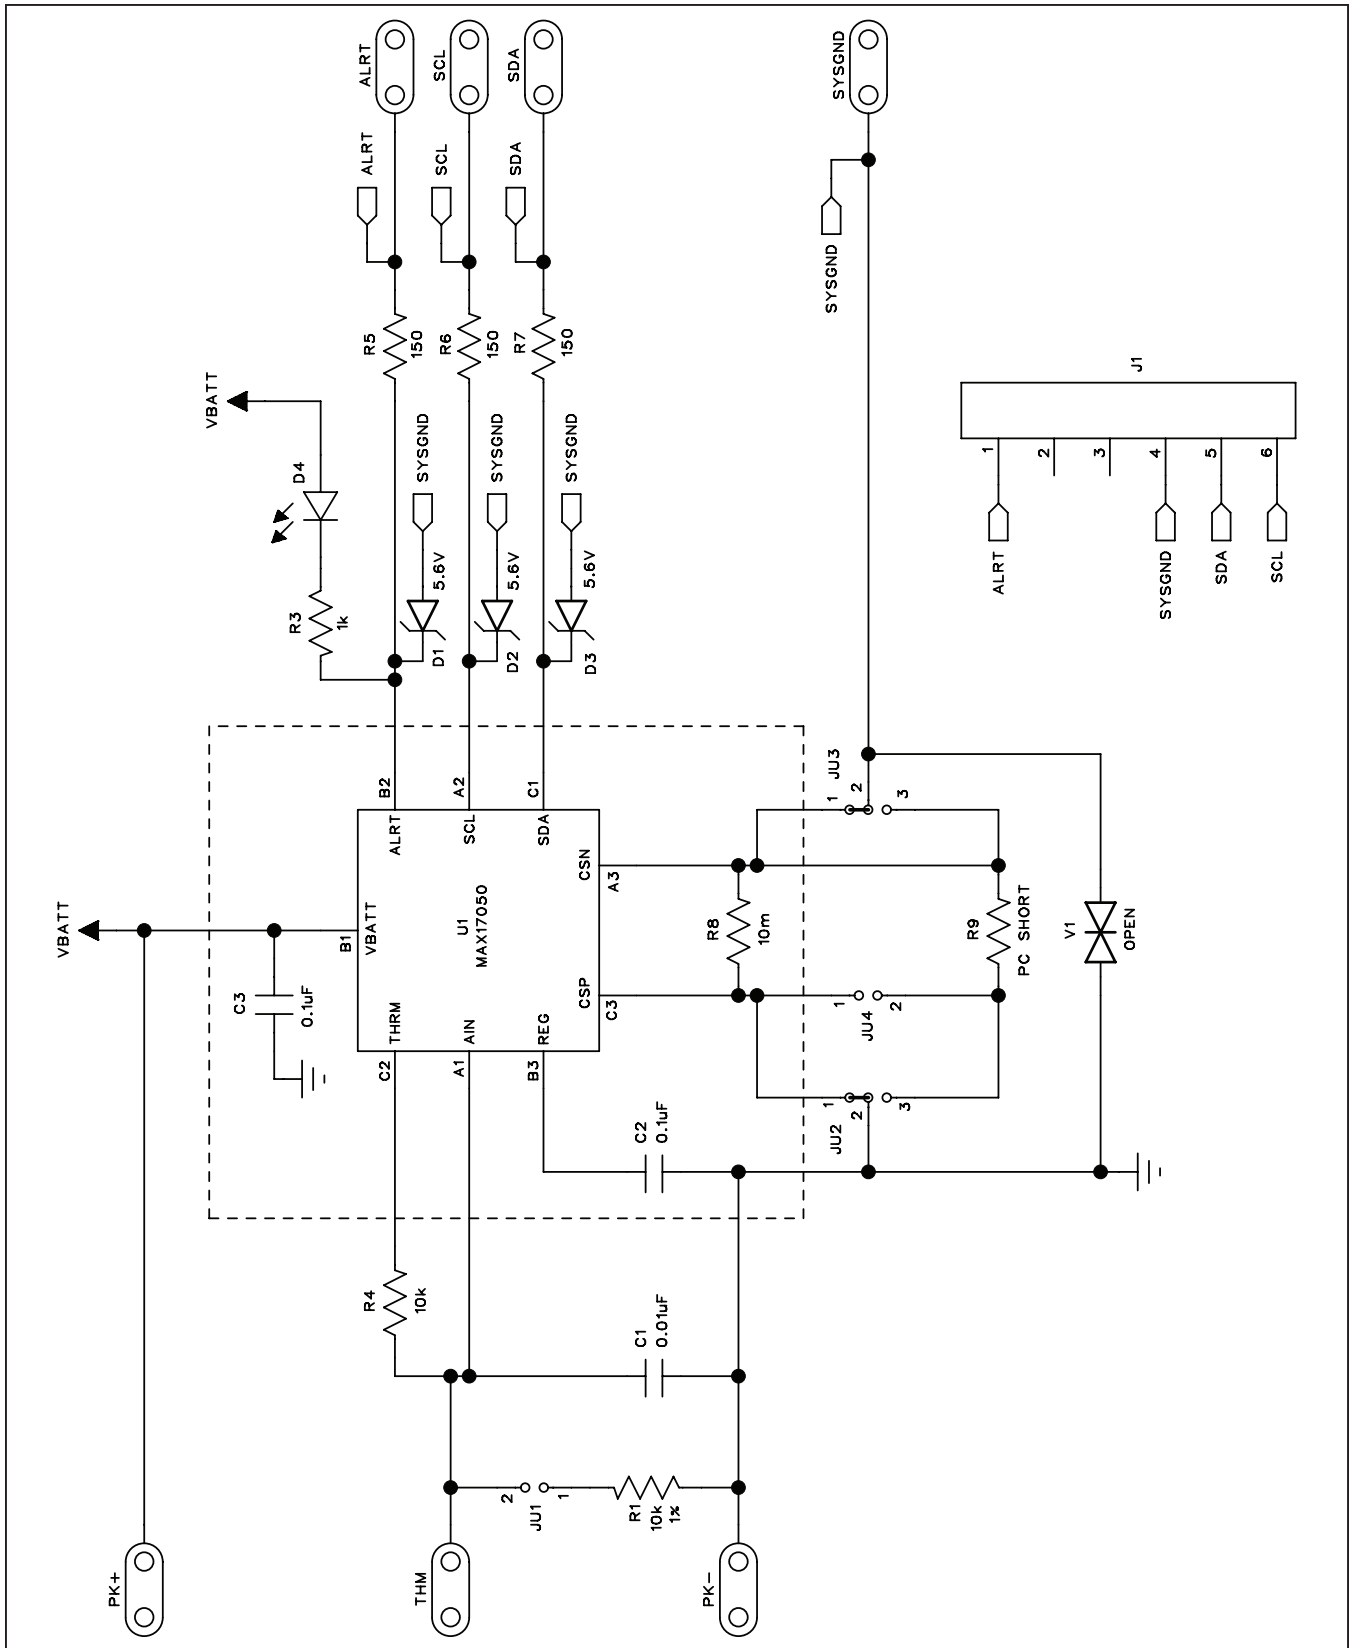 ALRT
SCL
SDA
SYSGND
ALRT
SCL
SDA
SYSGND
R5
150
R6
150
R7
150
VBATT
D4
R3
1k
SYSGND
5.6V
D1
SYSGND
5.6V
D2
SYSGND
5.6V
D3
J1
1
2
3
4
5
6
ALRT
SYSGND
SDA
SCL
VBATT
B2
A2
C1
ALRT
SCL
SDA
B1
VBATT
U1
MAX17050
CSN
A3
CSP
C3
THRM
AIN
REG
C2
A1
B3
C3
0.1uF
JU3
1
2
3
R8
10m
R9
PC SHORT
V1
OPEN
1
2
JU4
1
2
3
JU2
C2
0.1uF
R4
10k
C1
0.01uF
2
1
JU1
R1
10k
1%
PK+
THM
PK-